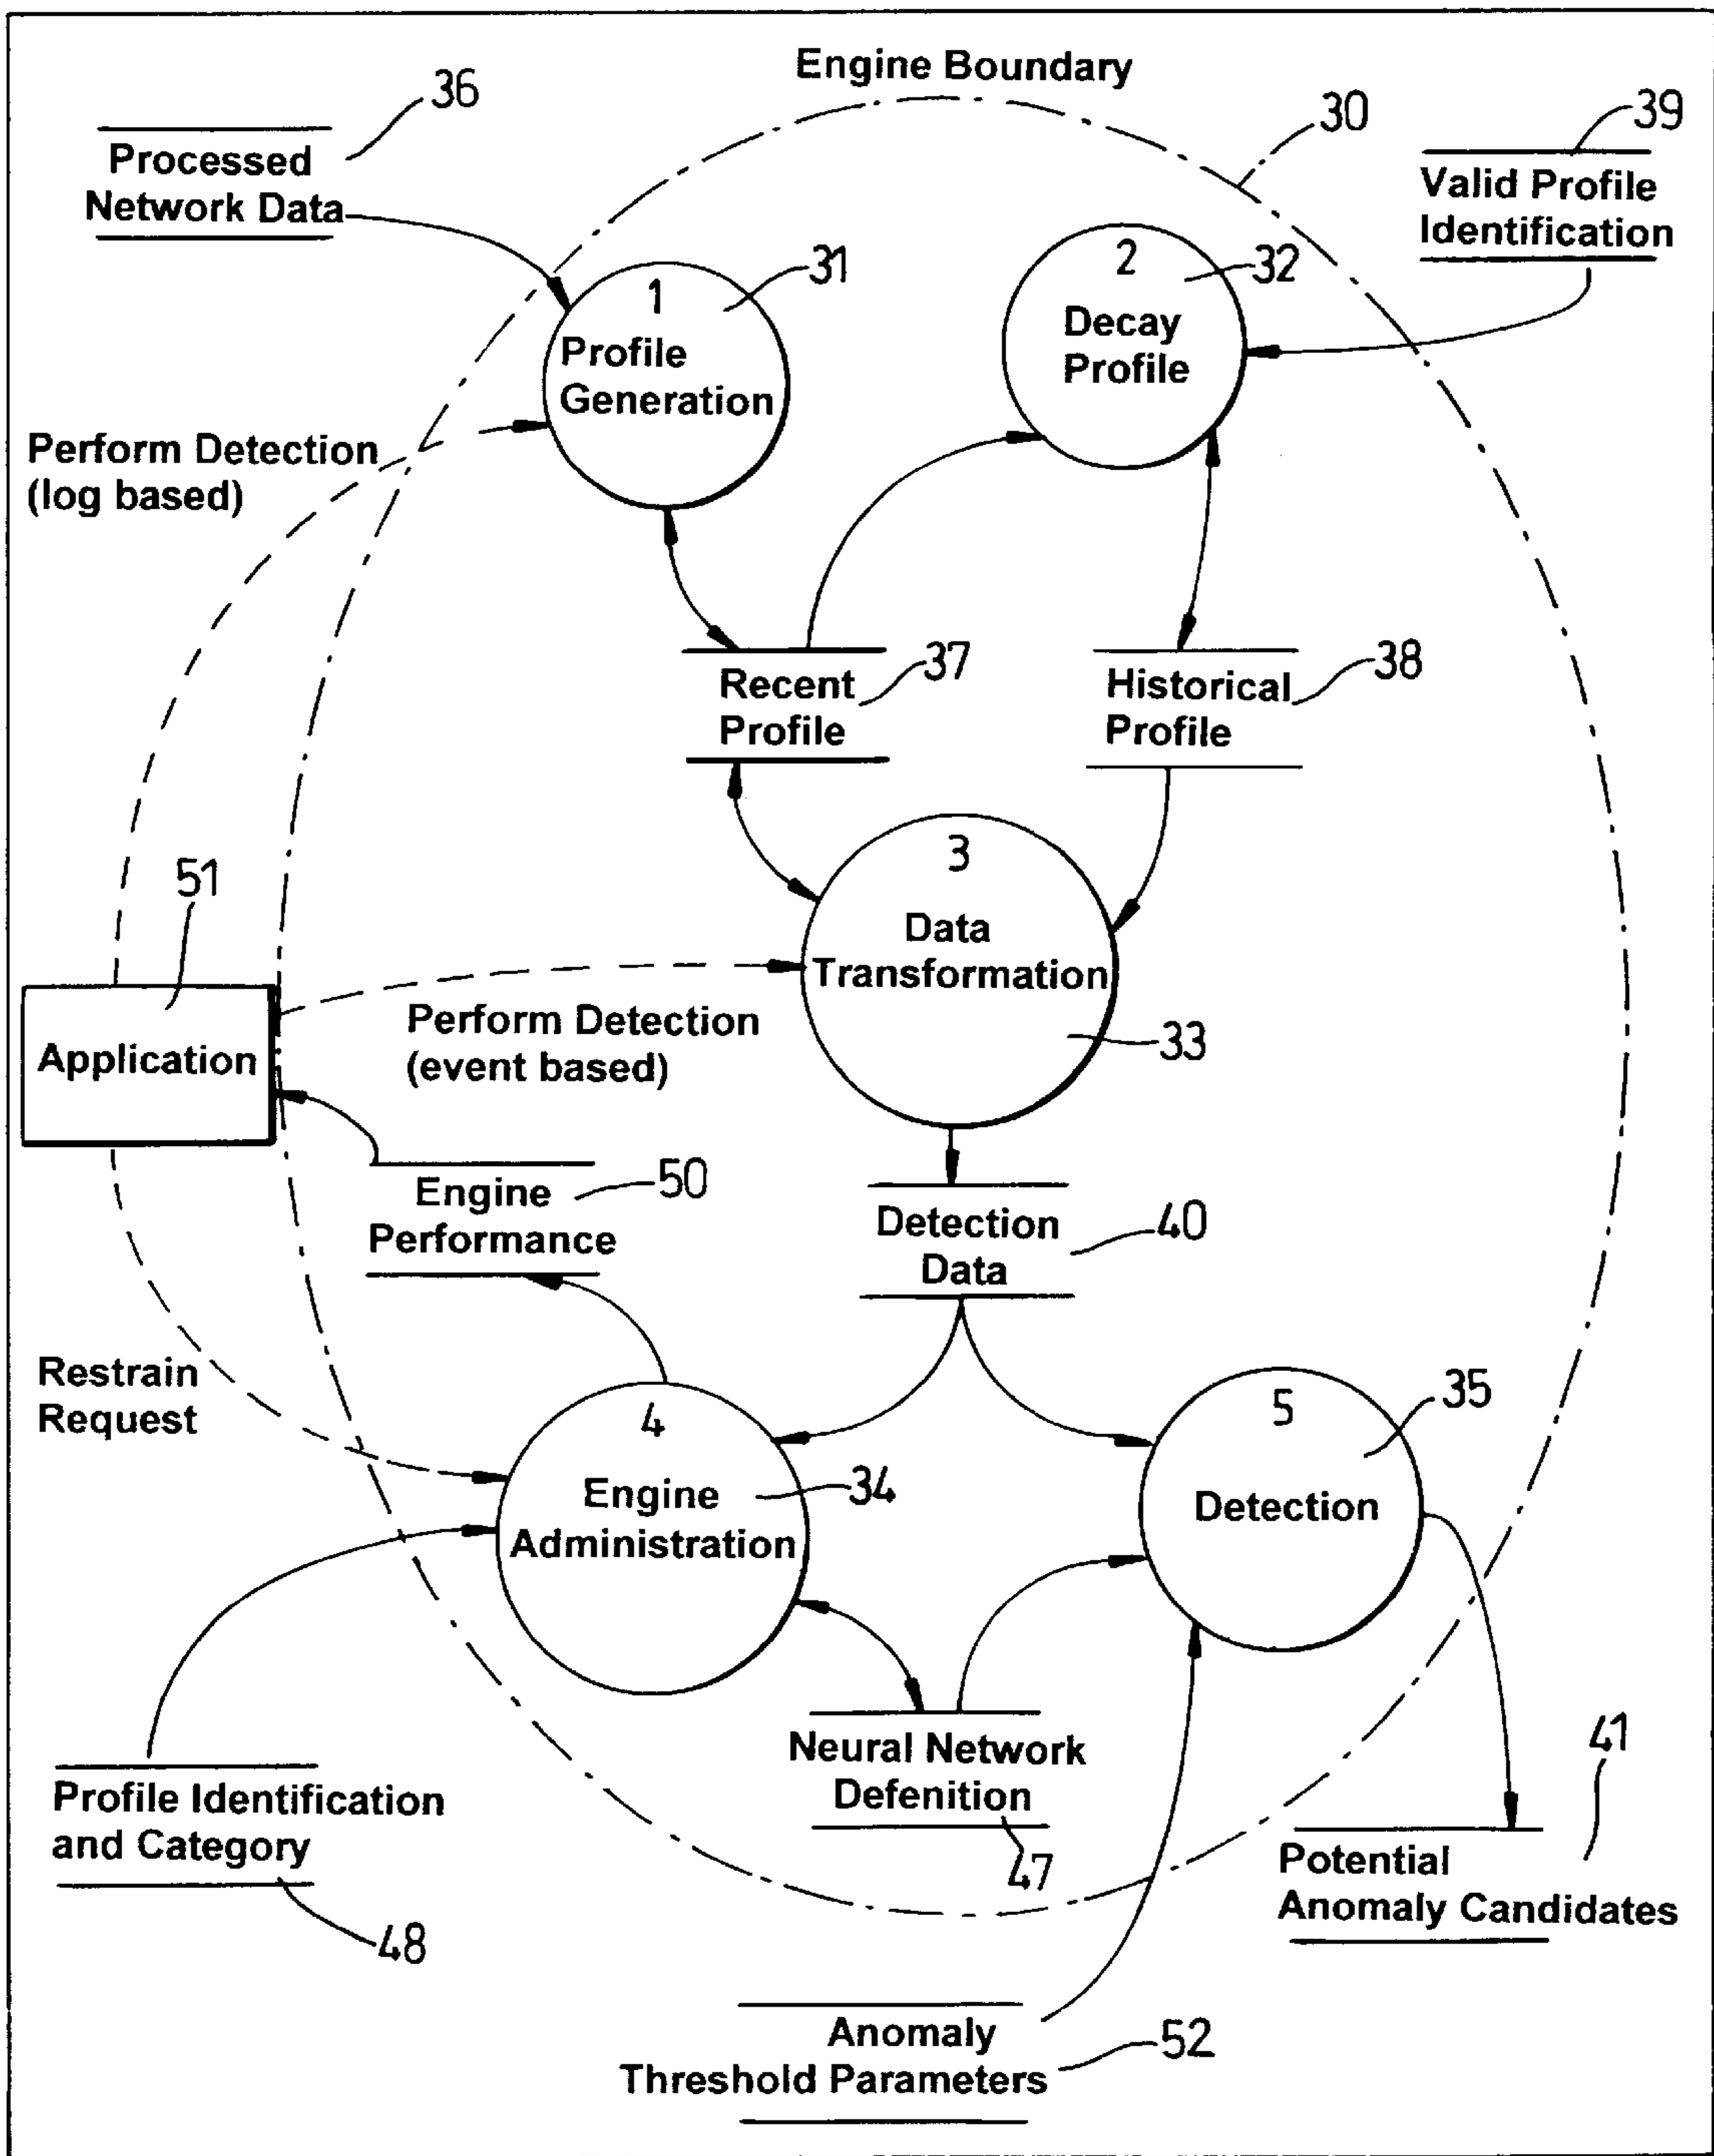 Engine Boundary
36
30
39
Processed
Network Data
Valid Profile
Identification
31
2
32
1
Decay
Profile
Profile
Generation
Perform Detection
(log based)
37
38
Recent
Profile
Historical
Profile
3
51
Data
Transformation
Application
Perform Detection
(event based)
33
50
Engine
Performance
Detection
Data
40
Restrain
Request
4
5
35
Engine
Administration
34
Detection
Neural Network
Defenition
47
41
Profile Identification
and Category
48
Potential
Anomaly Candidates
Anomaly
Threshold Parameters
52